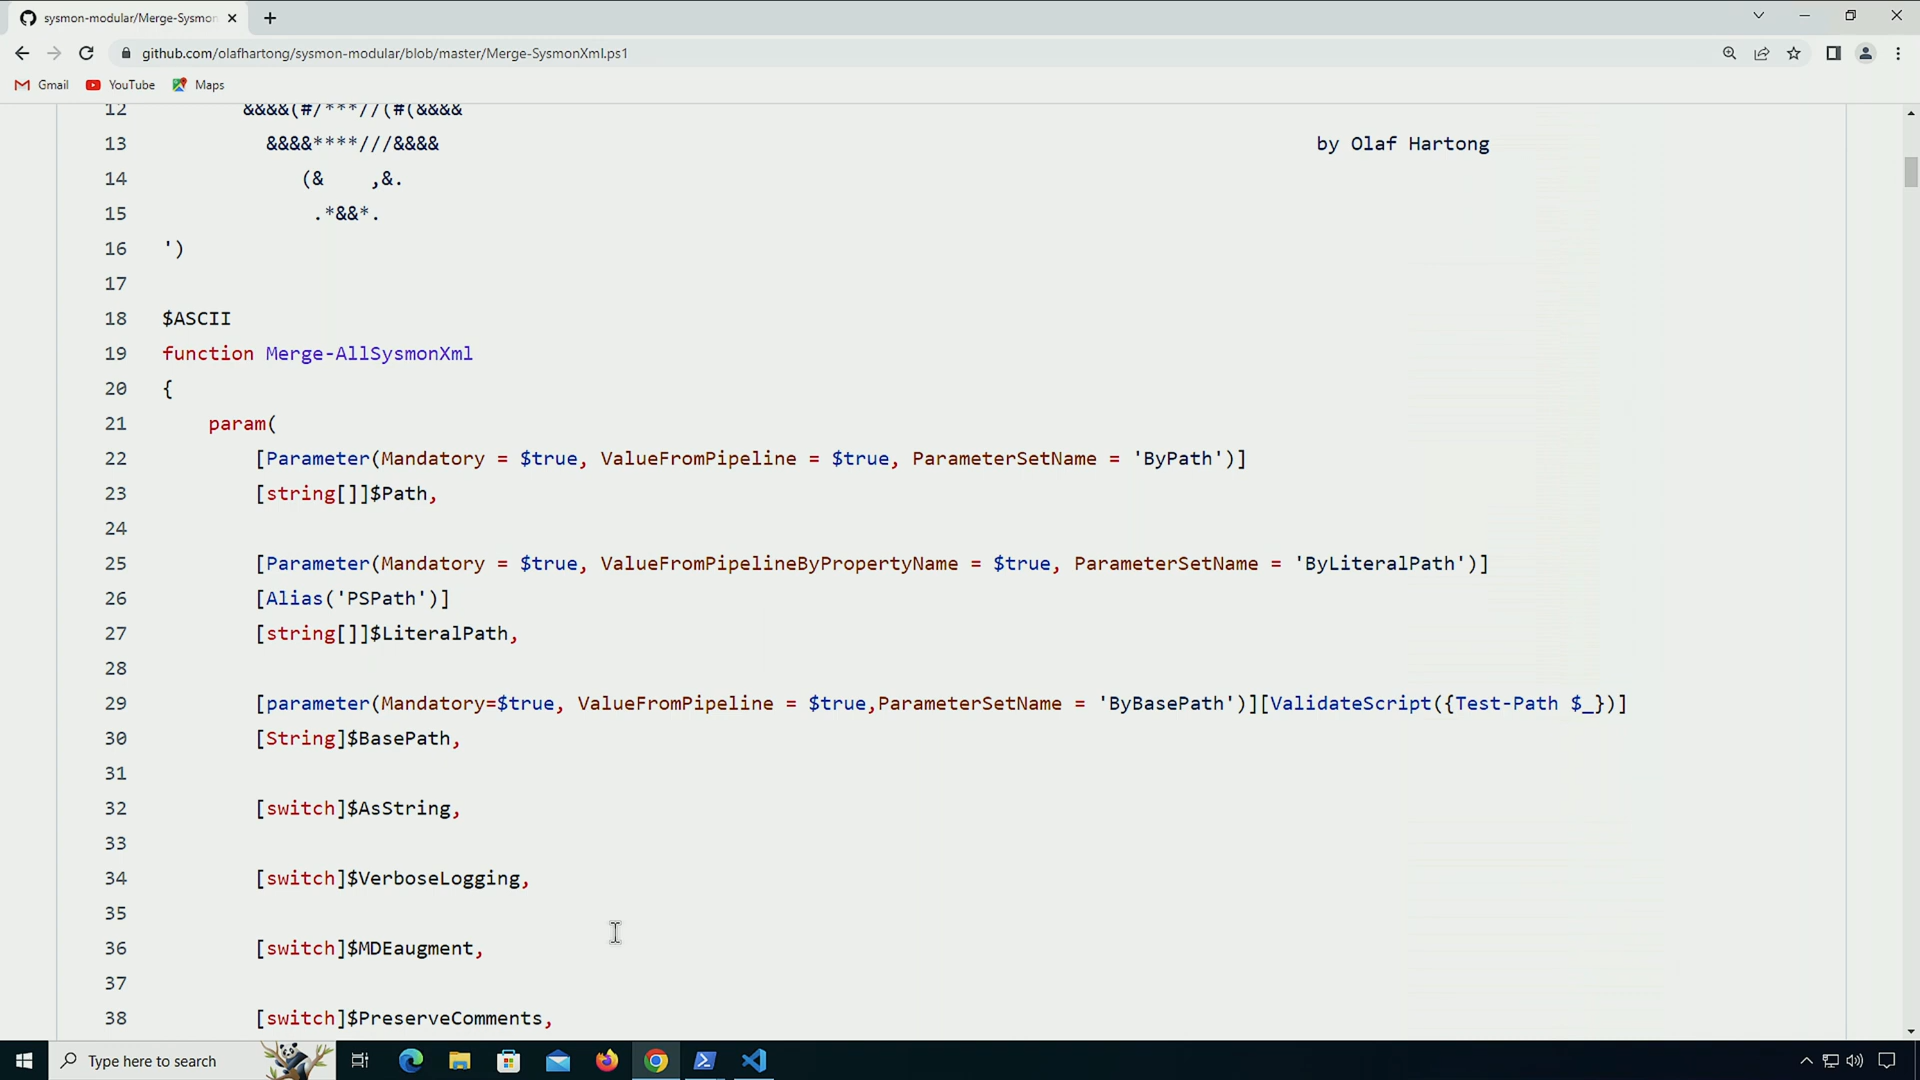 sysmon-modular/Merge-Sysmon
github.com/olafhartong/sysmon-modular/blob/master/Merge-SysmonXml.ps1
Gmail YouTube Maps
12 &&&&(#/***//(#(&&&&
13 &&&&****///&&&& by Olaf Hartong
14 (& ,&.
15 .*&&*.
16 ')
17
18 $ASCII
19 function Merge-AllSysmonXml
20 {
21 param(
22 [Parameter(Mandatory = $true, ValueFromPipeline = $true, ParameterSetName = 'ByPath')]
23 [string[]]$Path,
24
25 [Parameter(Mandatory = $true, ValueFromPipelineByPropertyName = $true, ParameterSetName = 'ByLiteralPath')]
26 [Alias('PSPath')]
27 [string[]]$LiteralPath,
28
29 [parameter(Mandatory=$true, ValueFromPipeline = $true,ParameterSetName = 'ByBasePath')][ValidateScript({Test-Path $_})]
30 [String]$BasePath,
31
32 [switch]$AsString,
33
34 [switch]$VerboseLogging,
35
36 [switch]$MDEaugment,
37
38 [switch]$PreserveComments,
Type here to search